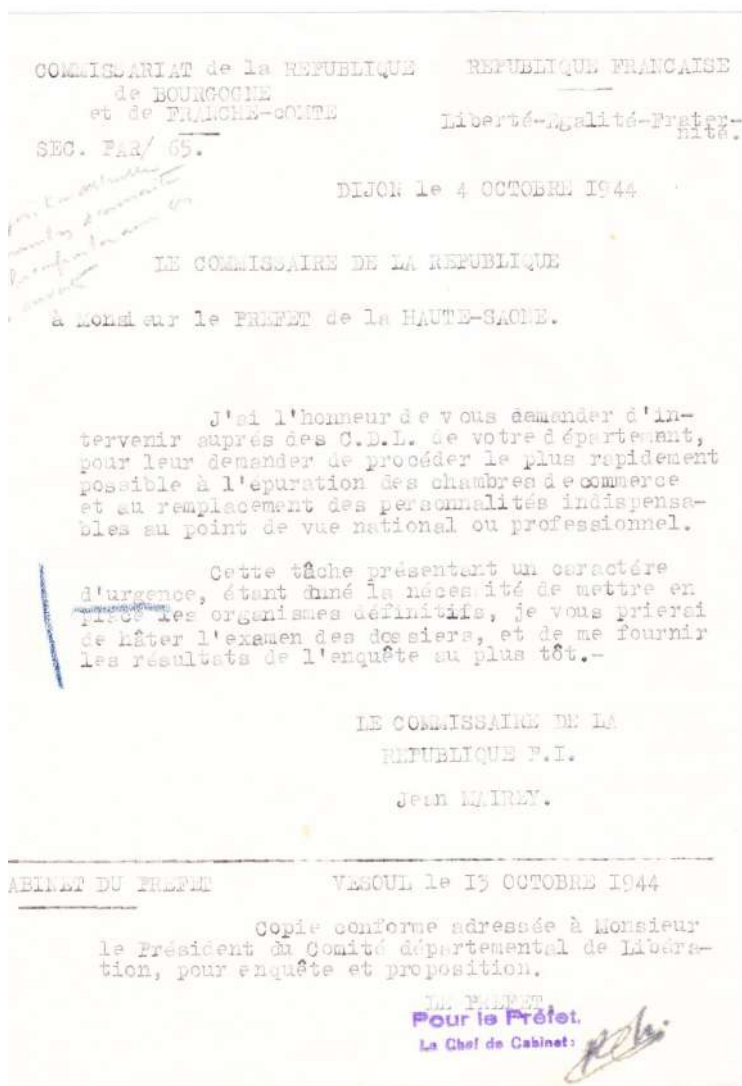 COMMISSARIAT de la REPUBLIQUE
de BOURGOGNE
et de FRANCHE-COMTE
SEC. PAR/ 65.
REPUBLIQUE FRANCAISE
Liberté-Egalité-Frater-
nité.
DIJON le 4 OCTOBRE I944
LE COMMISSAIRE DE LA REPUBLIQUE
à Monsieur le PREFET de la HAUTE-SAONE.
J'ai l'honneur de vous demander d'in-
tervenir auprés des C.D.L. de votre département,
pour leur demander de procéder le plus rapidement
possible à l'épuration des chambres de commerce
et au remplacement des personnalités indispensa-
bles au point de vue national ou professionnel.
Cette tâche présentant un caractére
d'urgence, étant dnné la nécessité de mettre en
place les organismes définitifs, je vous prierai
de hâter l'examen des dossiers, et de me fournir
les résultats de l'enquête au plus tôt.-
LE COMMISSAIRE DE LA
REPUBLIQUE P.I.
Jean MAIREY.
ABINET DU PREFET
VESOUL le I3 OCTOBRE I944
Copie conforme adressée à Monsieur
le Président du Comité départemental de Libéra-
tion, pour enquête et proposition.
LE PREFET,
Pour le Préfet.
Le Chef de Cabinet: